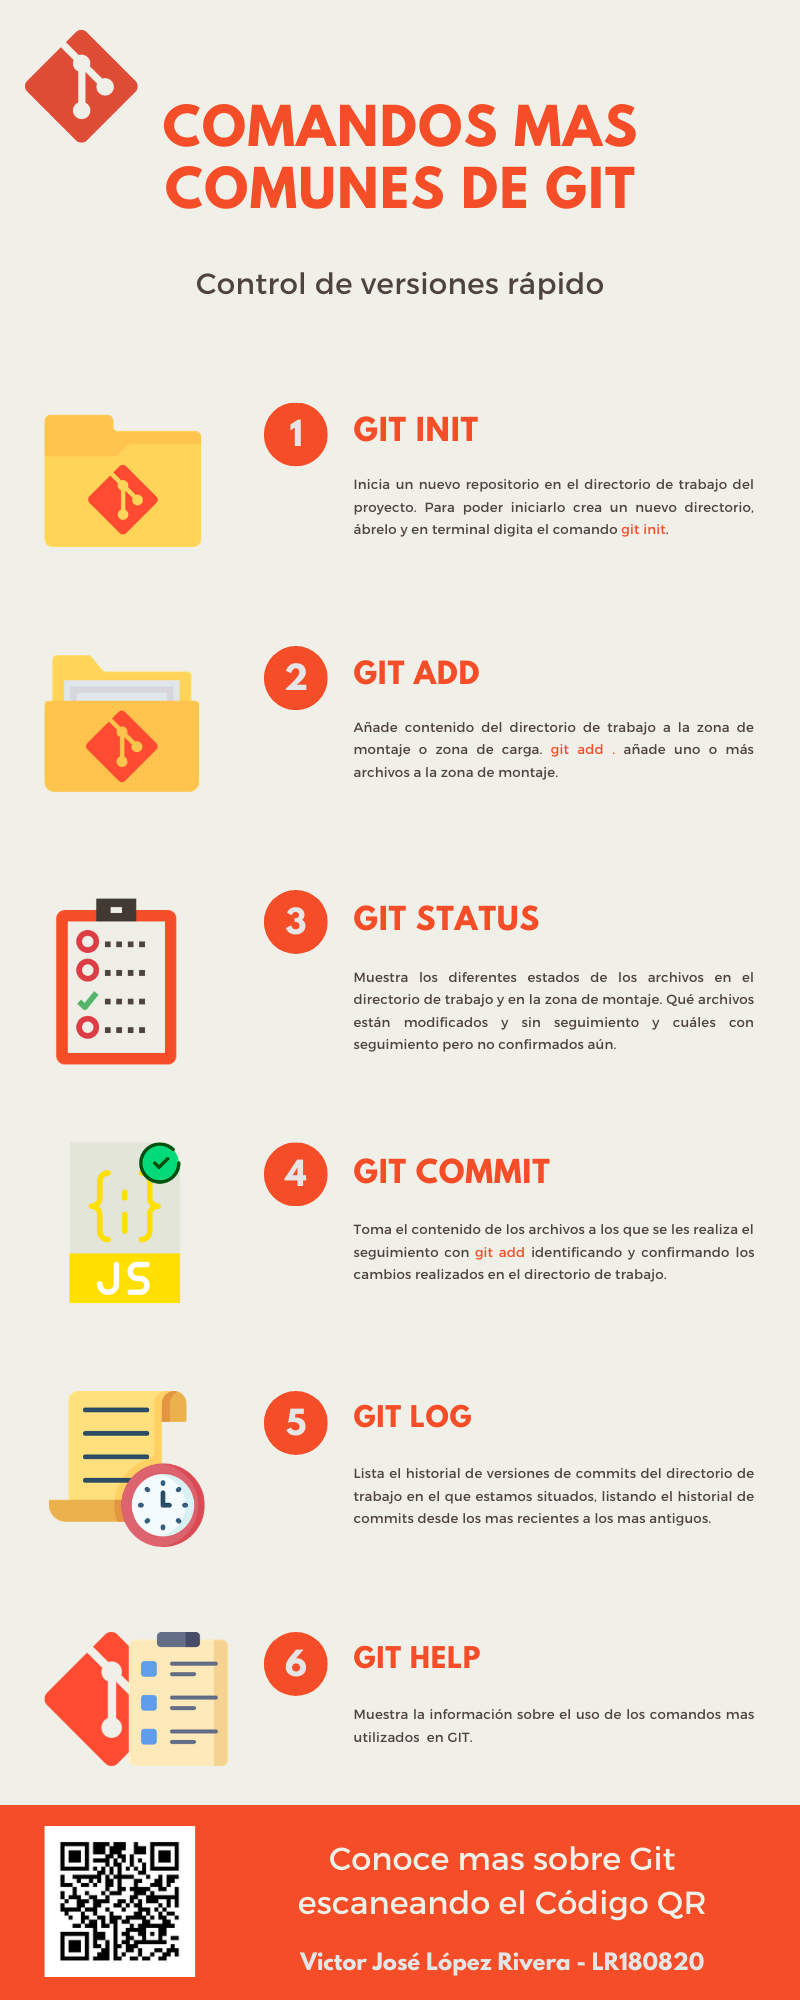 COMANDOS MAS
COMUNES DE GIT
Control de versiones rápido
1
GIT INIT
Inicia un nuevo repositorio en el directorio de trabajo del
proyecto. Para poder iniciarlo crea un nuevo directorio,
ábrelo y en terminal digita el comando git init.
2
GIT ADD
Añade contenido del directorio de trabajo a la zona de
montaje o zona de carga. git add . añade uno o más
archivos a la zona de montaje.
3
GIT STATUS
Muestra los diferentes estados de los archivos en el
directorio de trabajo y en la zona de montaje. Qué archivos
están modificados y sin seguimiento y cuáles con
seguimiento pero no confirmados aún.
JS
4
GIT COMMIT
Toma el contenido de los archivos a los que se les realiza el
seguimiento con git add identificando y confirmando los
cambios realizados en el directorio de trabajo.
5
GIT LOG
Lista el historial de versiones de commits del directorio de
trabajo en el que estamos situados, listando el historial de
commits desde los mas recientes a los mas antiguos.
6
GIT HELP
Muestra la información sobre el uso de los comandos mas
utilizados en GIT.
Conoce mas sobre Git
escaneando el Código QR
Victor José López Rivera - LR180820